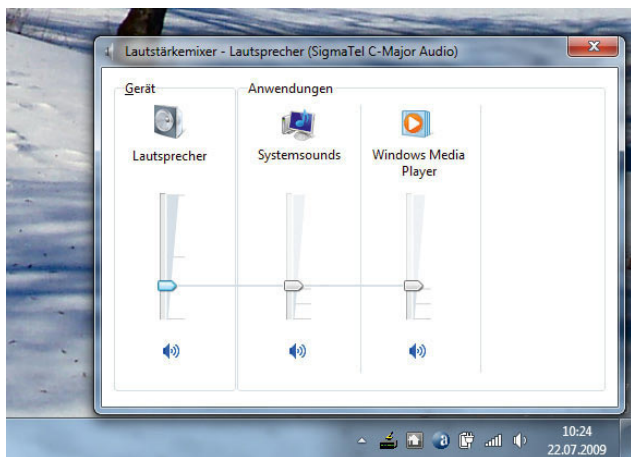 Lautstärkemixer - Lautsprecher (SigmaTel C-Major Audio)
Gerät
Anwendungen
Lautsprecher
Systemsounds
Windows Media
Player
10:24
22.07.2009